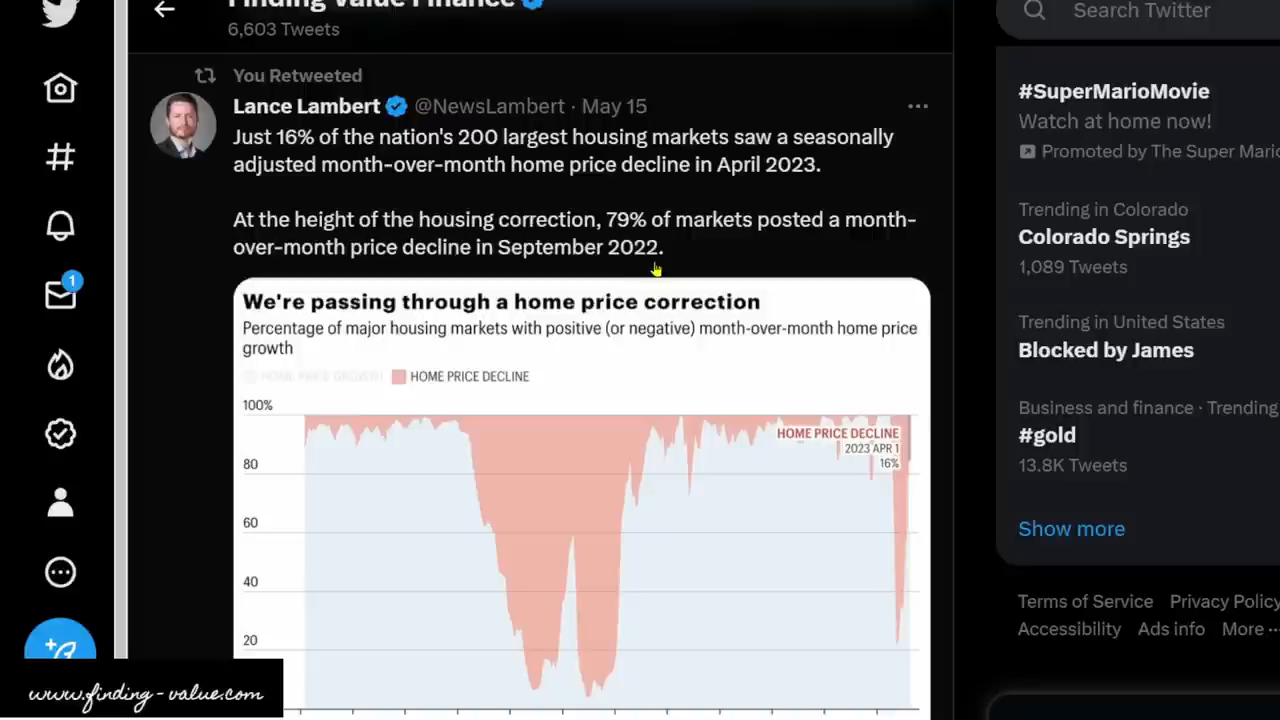 Finding Value Finance
6,603 Tweets
Search Twitter
You Retweeted
Lance Lambert @NewsLambert · May 15
Just 16% of the nation's 200 largest housing markets saw a seasonally
adjusted month-over-month home price decline in April 2023.
At the height of the housing correction, 79% of markets posted a month-
over-month price decline in September 2022.
We're passing through a home price correction
Percentage of major housing markets with positive (or negative) month-over-month home price
growth
HOME PRICE GROWTH HOME PRICE DECLINE
100%
80
60
40
20
HOME PRICE DECLINE
2023 APR 1
16%
1
www.finding-value.com
#SuperMarioMovie
Watch at home now!
Promoted by The Super Mario
Trending in Colorado
Colorado Springs
1,089 Tweets
Trending in United States
Blocked by James
Business and finance · Trending
#gold
13.8K Tweets
Show more
Terms of Service Privacy Policy
Accessibility Ads info More ···